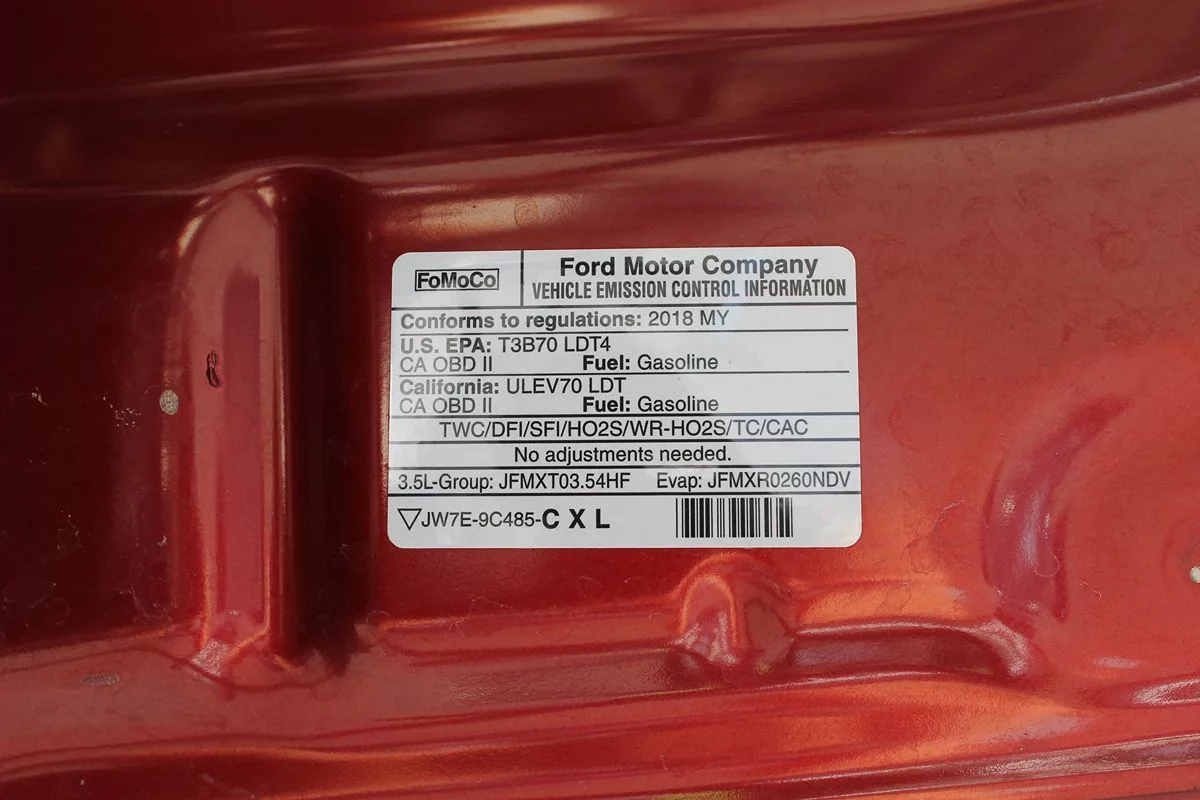 FoMoCo
Ford Motor Company
VEHICLE EMISSION CONTROL INFORMATION
Conforms to regulations: 2018 MY
U.S. EPA: T3B70 LDT4
CA OBD II Fuel: Gasoline
California: ULEV70 LDT
CA OBD II Fuel: Gasoline
TWC/DFI/SFI/HO2S/WR-HO2S/TC/CAC
No adjustments needed.
3.5L-Group: JFMXT03.54HF Evap: JFMXR0260NDV
▽JW7E-9C485-C X L